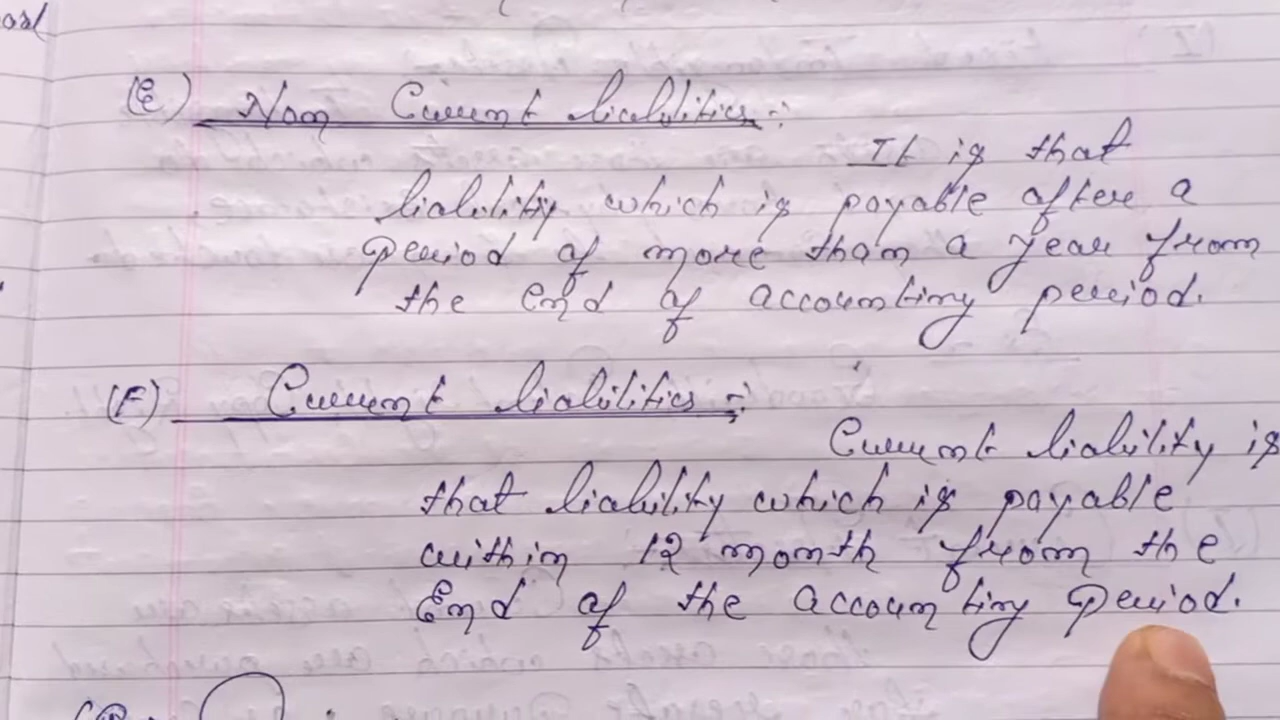 (E) Non Current liabilities :-
It is that
liability which is payable after a
period of more than a year from
the end of accounting period.
(F) Current liabilities :-
Current liability is
that liability which is payable
within 12 month from the
End of the accounting period.